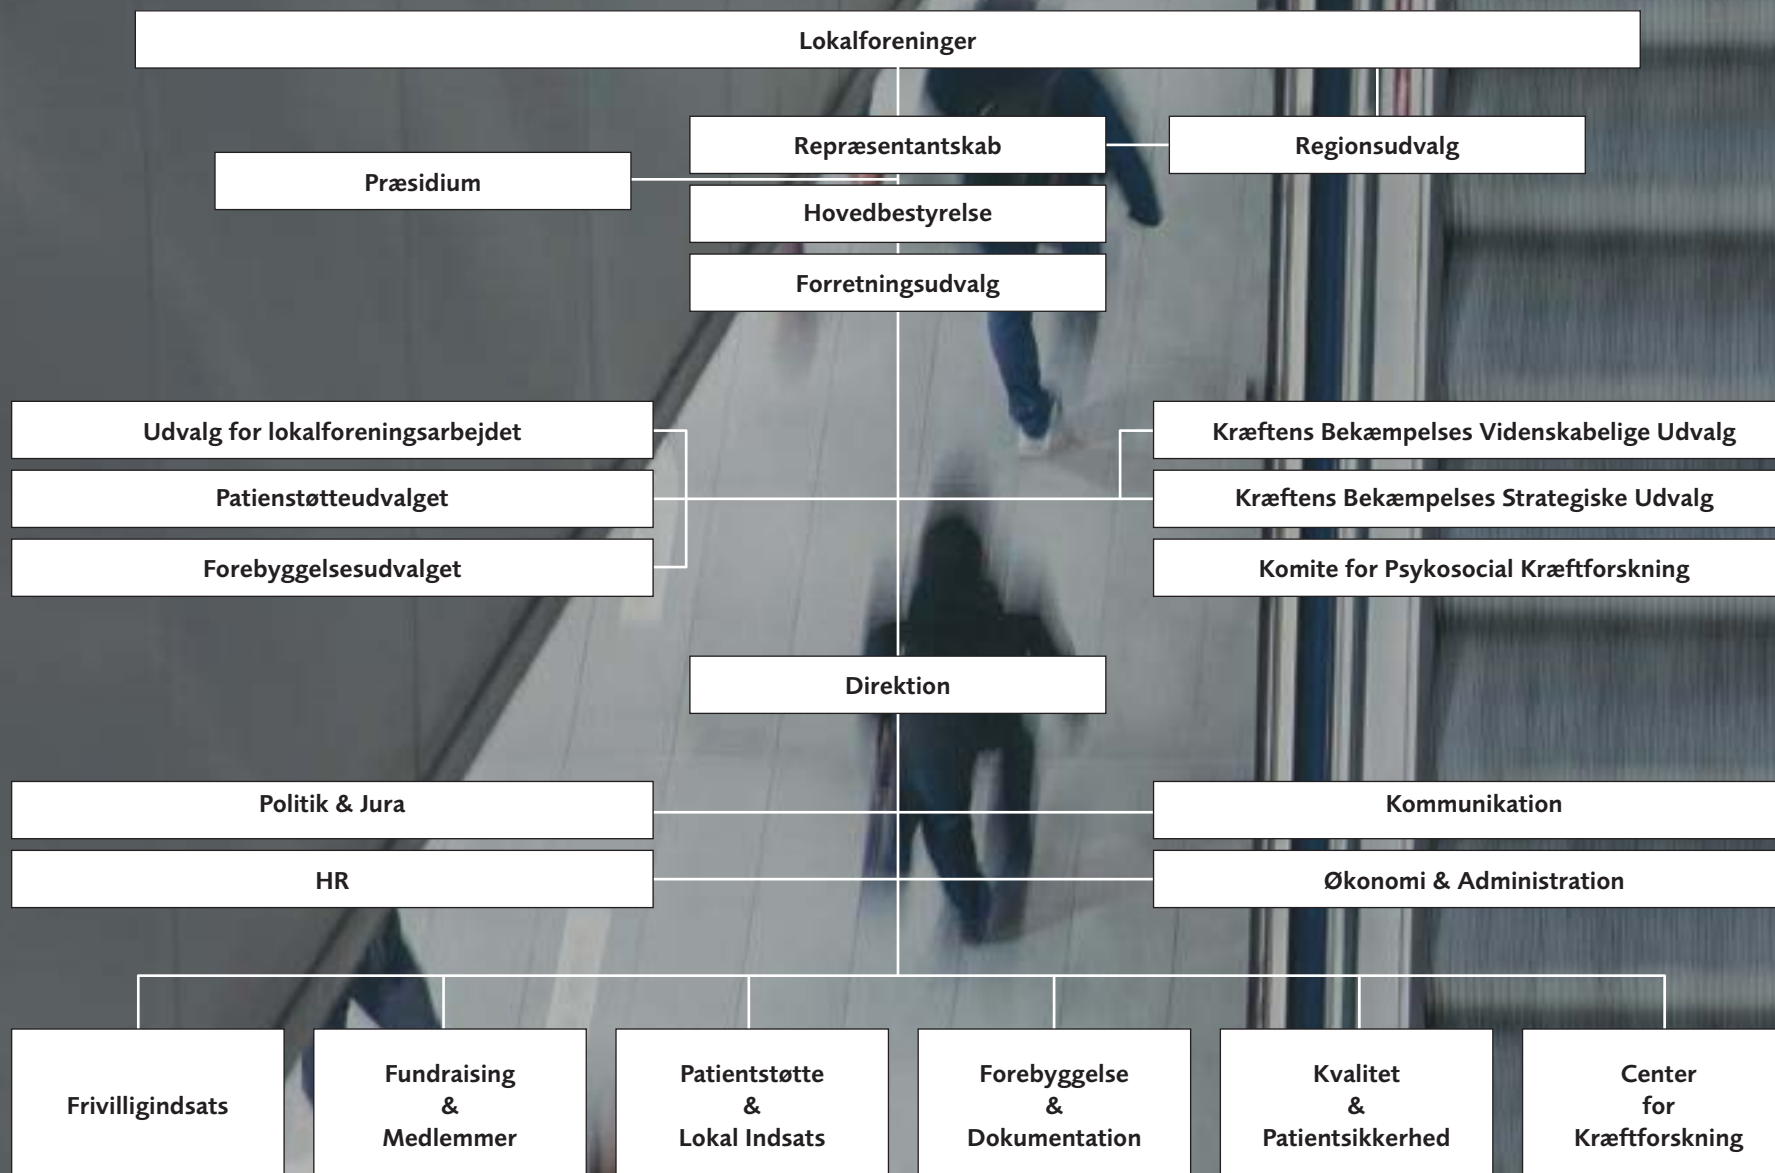 Lokalforeninger
Repræsentantskab
Regionsudvalg
Præsidium
Hovedbestyrelse
Forretningsudvalg
Udvalg for lokalforeningsarbejdet
Kræftens Bekæmpelses Videnskabelige Udvalg
Patienstøtteudvalget
Kræftens Bekæmpelses Strategiske Udvalg
Forebyggelsesudvalget
Komite for Psykosocial Kræftforskning
Direktion
Politik & Jura
Kommunikation
HR
Økonomi & Administration
Frivilligindsats
Fundraising
&
Medlemmer
Patientstøtte
&
Lokal Indsats
Forebyggelse
&
Dokumentation
Kvalitet
&
Patientsikkerhed
Center
for
Kræftforskning